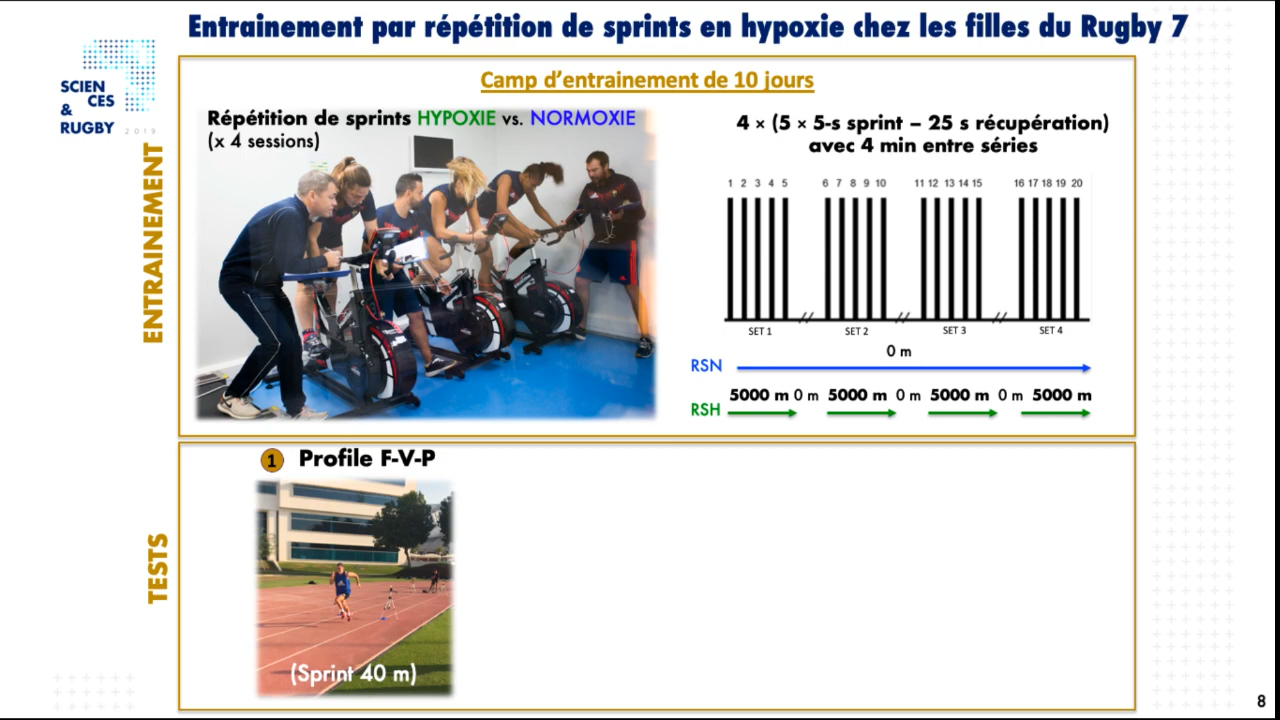 Entrainement par répétition de sprints en hypoxie chez les filles du Rugby 7
SCIEN
CES
&
RUGBY 2019
ENTRAINEMENT
Camp d'entrainement de 10 jours
Répétition de sprints HYPOXIE vs. NORMOXIE
(x 4 sessions)
4 × (5 × 5-s sprint – 25 s récupération)
avec 4 min entre séries
1 2 3 4 5 6 7 8 9 10 11 12 13 14 15 16 17 18 19 20
SET 1 SET 2 SET 3 SET 4
0 m
RSN
5000 m 0 m 5000 m 0 m 5000 m 0 m 5000 m
RSH
TESTS
1 Profile F-V-P
(Sprint 40 m)
8